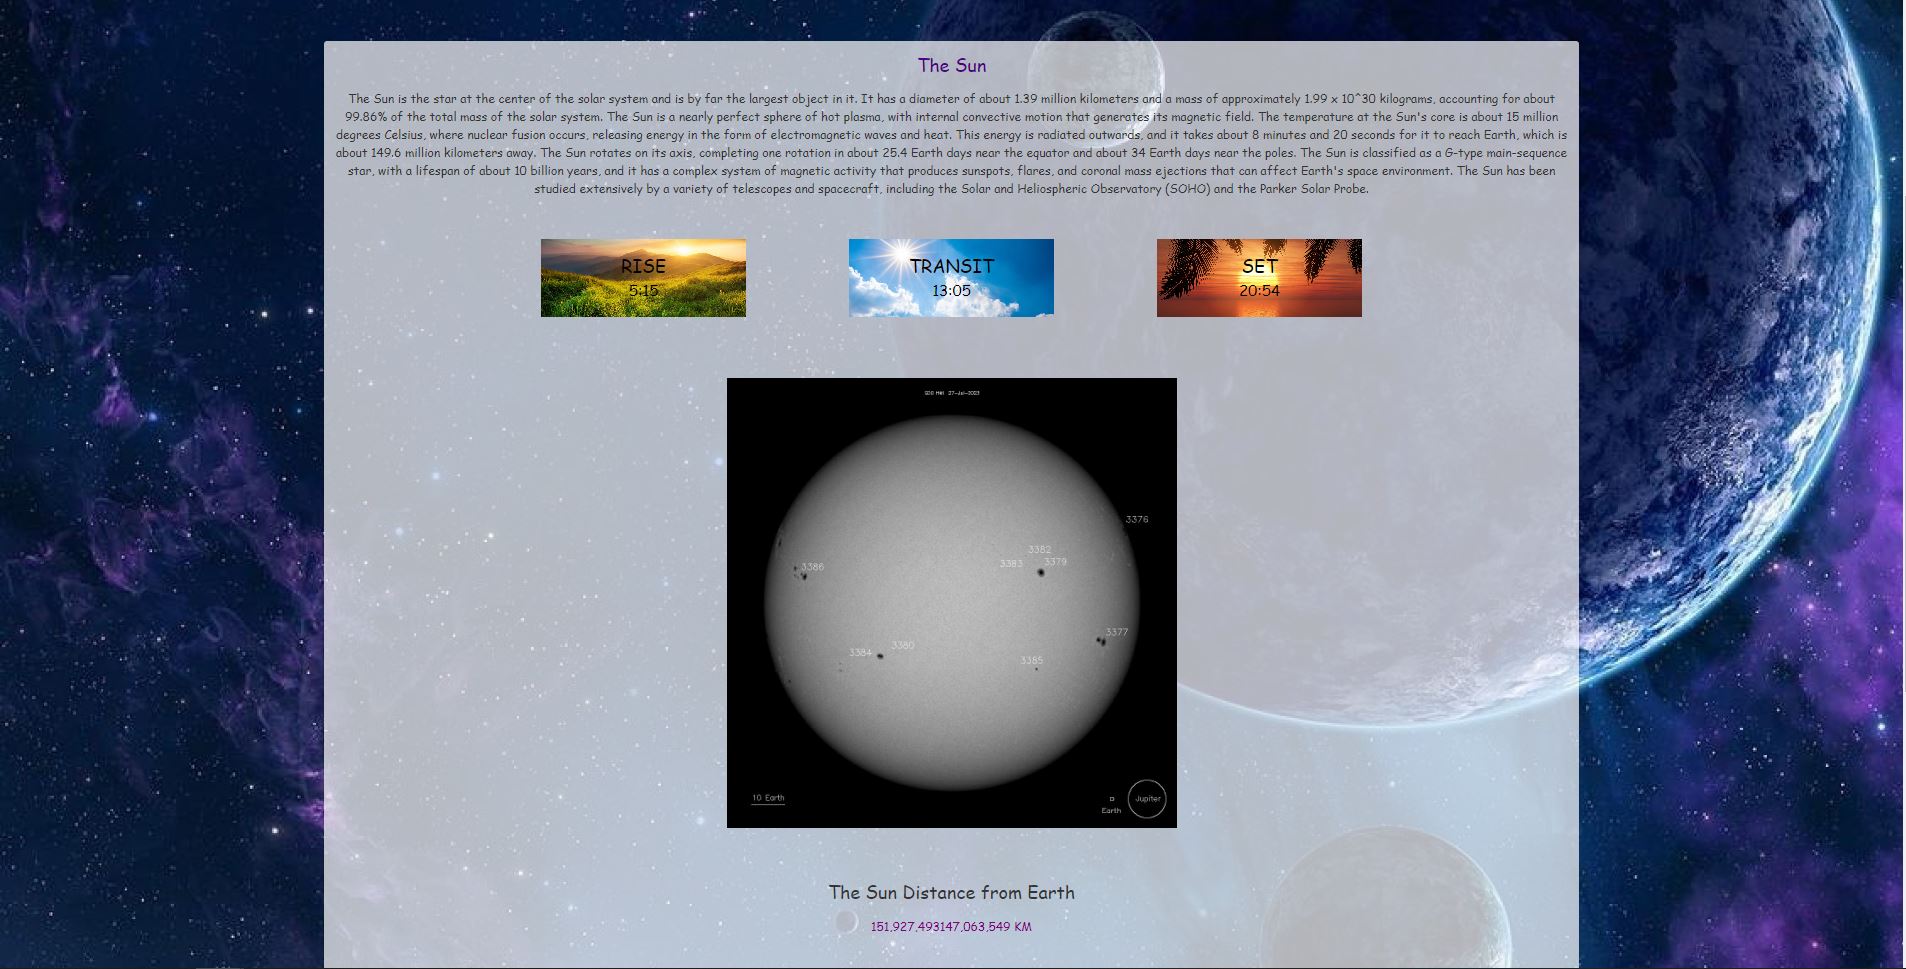 The Sun
The Sun is the star at the center of the solar system and is by far the largest object in it. It has a diameter of about 1.39 million kilometers and a mass of approximately 1.99 x 10^30 kilograms, accounting for about
99.86% of the total mass of the solar system. The Sun is a nearly perfect sphere of hot plasma, with internal convective motion that generates its magnetic field. The temperature at the Sun's core is about 15 million
degrees Celsius, where nuclear fusion occurs, releasing energy in the form of electromagnetic waves and heat. This energy is radiated outwards, and it takes about 8 minutes and 20 seconds for it to reach Earth, which is
about 149.6 million kilometers away. The Sun rotates on its axis, completing one rotation in about 25.4 Earth days near the equator and about 34 Earth days near the poles. The Sun is classified as a G-type main-sequence
star, with a lifespan of about 10 billion years, and it has a complex system of magnetic activity that produces sunspots, flares, and coronal mass ejections that can affect Earth's space environment. The Sun has been
studied extensively by a variety of telescopes and spacecraft, including the Solar and Heliospheric Observatory (SOHO) and the Parker Solar Probe.
RISE
5:15
TRANSIT
13:05
SET
20:54
SDO HMI 27-Jul-2023
3376
3382
3383 3379
3386
3377
3380
3384
3385
10 Earth
Earth
Jupiter
The Sun Distance from Earth
151,927,493147,063,549 KM